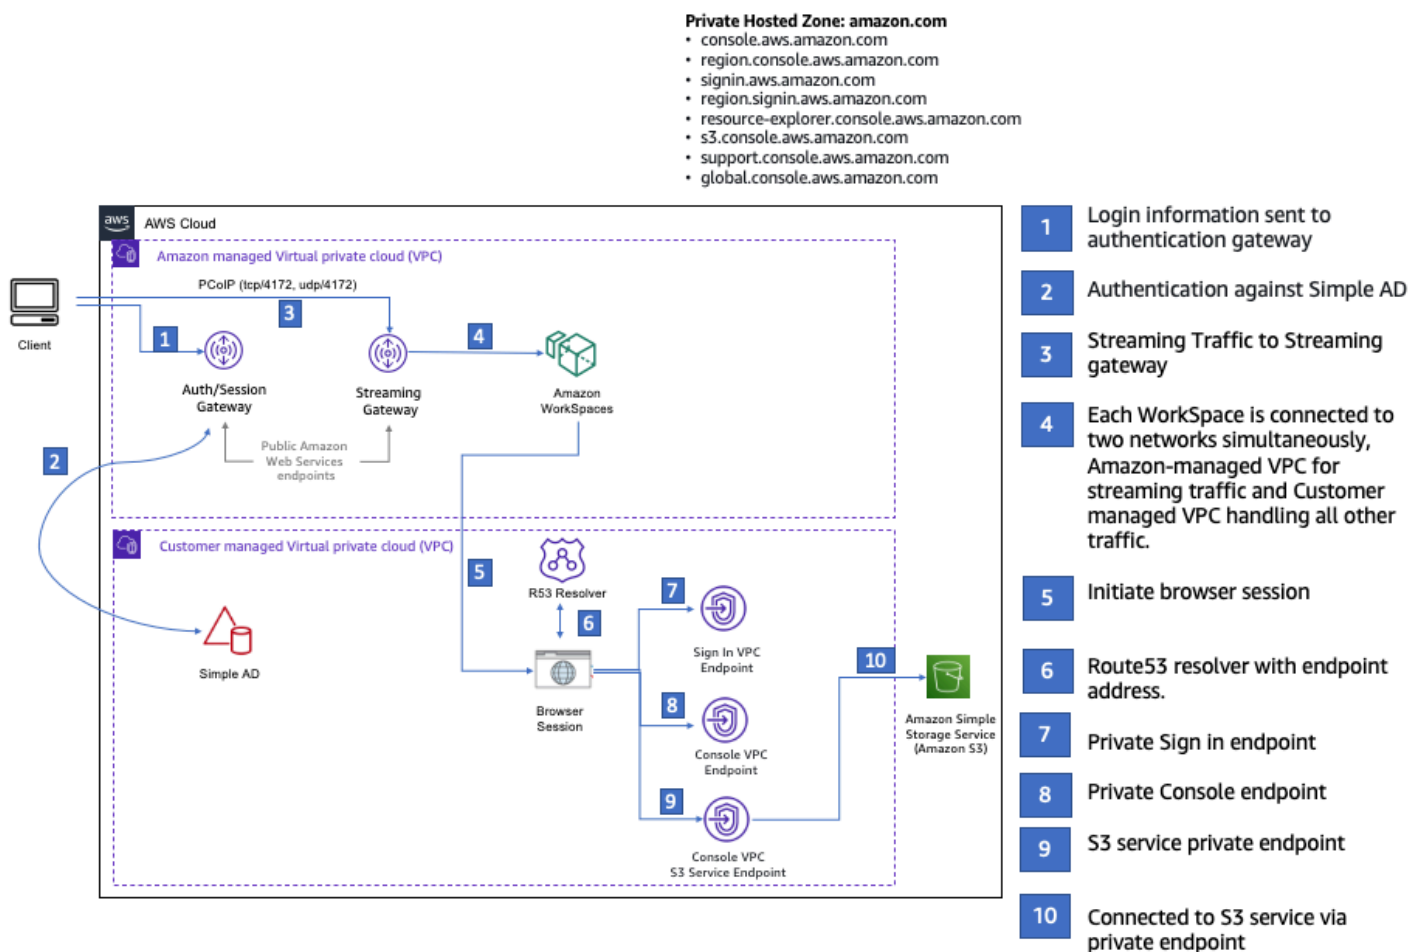 Private Hosted Zone: amazon.com
• console.aws.amazon.com
• region.console.aws.amazon.com
• signin.aws.amazon.com
• region.signin.aws.amazon.com
• resource-explorer.console.aws.amazon.com
• s3.console.aws.amazon.com
• support.console.aws.amazon.com
• global.console.aws.amazon.com
aws
AWS Cloud
Amazon managed Virtual private cloud (VPC)
PCoIP (tcp/4172, udp/4172)
3
1
4
Client
Auth/Session
Gateway
Streaming
Gateway
Amazon
WorkSpaces
Public Amazon
Web Services
endpoints
2
Customer managed Virtual private cloud (VPC)
5
R53 Resolver
6
7
Sign In VPC
Endpoint
Simple AD
Browser
Session
8
Console VPC
Endpoint
9
Console VPC
S3 Service Endpoint
10
Amazon Simple
Storage Service
(Amazon S3)
1
Login information sent to
authentication gateway
2
Authentication against Simple AD
3
Streaming Traffic to Streaming
gateway
4
Each WorkSpace is connected to
two networks simultaneously,
Amazon-managed VPC for
streaming traffic and Customer
managed VPC handling all other
traffic.
5
Initiate browser session
6
Route53 resolver with endpoint
address.
7
Private Sign in endpoint
8
Private Console endpoint
9
S3 service private endpoint
10
Connected to S3 service via
private endpoint